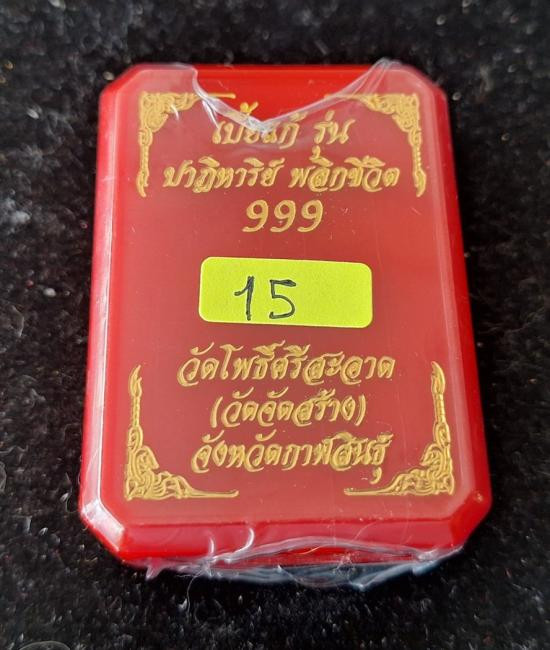 เบี้ยแก้ รุ่น
ปาฏิหาริย์ พลิกชีวิต
999
15
วัดโพธิ์ศรีสะอาด
(วัดจัดสร้าง)
จังหวัดกาฬสินธุ์